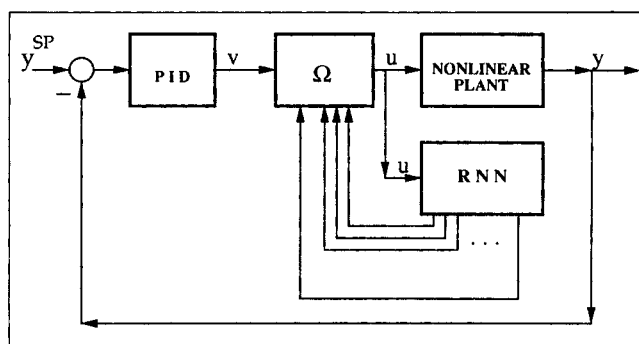 y SP
−
PID
v
Ω
u
NONLINEAR
PLANT
y
u
RNN
. . .